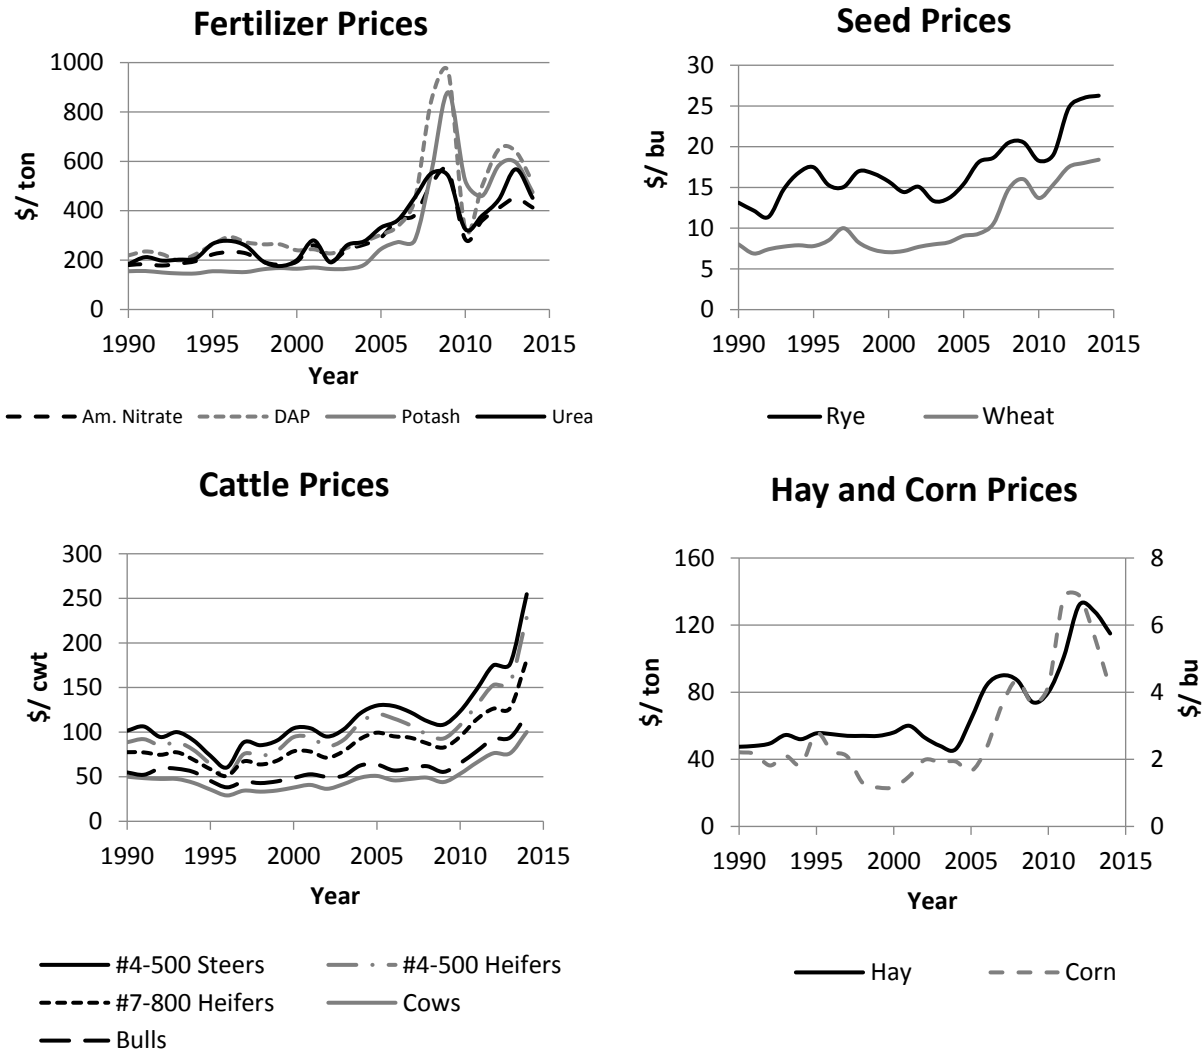 Fertilizer Prices
1000
800
600
400
200
0
$/ ton
1990 1995 2000 2005 2010 2015
Year
Am. Nitrate DAP Potash Urea
Seed Prices
30
25
20
15
10
5
0
$/ bu
1990 1995 2000 2005 2010 2015
Rye Wheat
Cattle Prices
300
250
200
150
100
50
0
$/ cwt
1990 1995 2000 2005 2010 2015
Year
#4-500 Steers #4-500 Heifers
#7-800 Heifers Cows
Bulls
Hay and Corn Prices
160
120
80
40
0
$/ ton
8
6
4
2
0
$/ bu
1990 1995 2000 2005 2010 2015
Year
Hay Corn